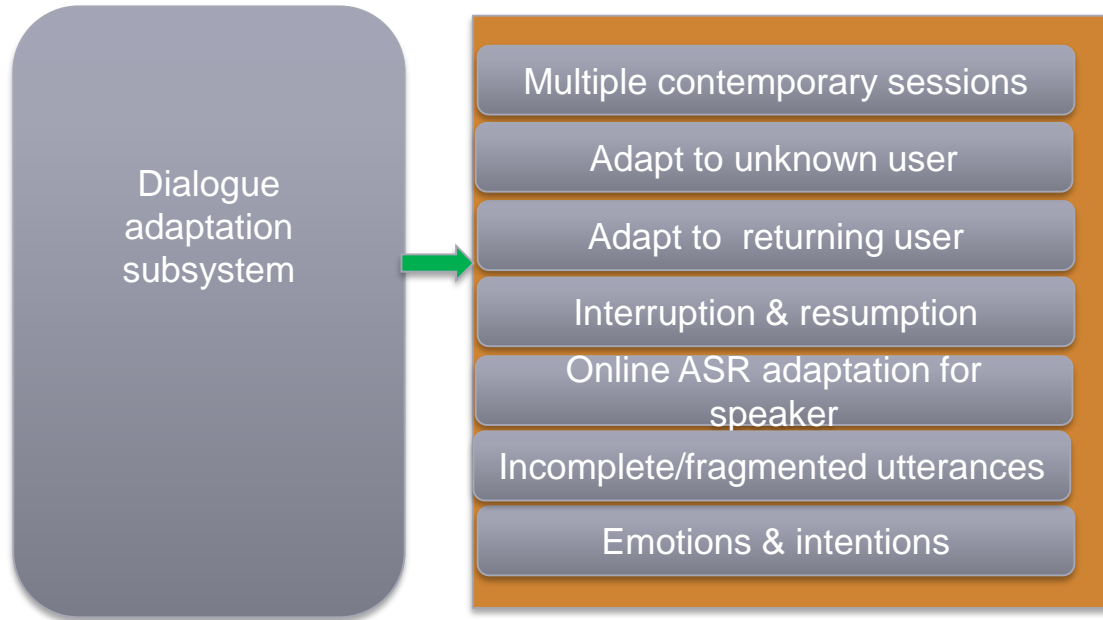 Dialogue
adaptation
subsystem
Multiple contemporary sessions
Adapt to unknown user
Adapt to  returning user
Interruption & resumption
Online ASR adaptation for
speaker
Incomplete/fragmented utterances
Emotions & intentions